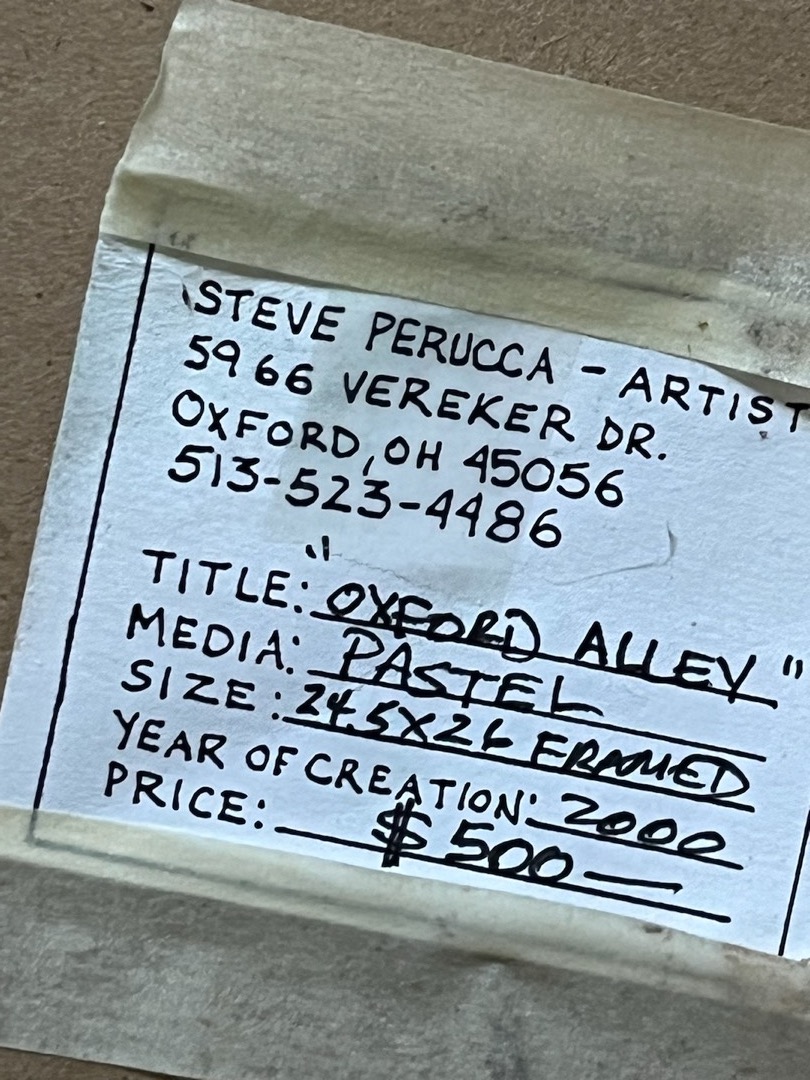 STEVE PERUCCA - ARTIST
5966 VEREKER DR.
OXFORD, OH 45056
513-523-4486
TITLE: "OXFORD ALLEY"
MEDIA: PASTEL
SIZE: 24.5X26 FRAMED
YEAR OF CREATION: 2000
PRICE: $500—